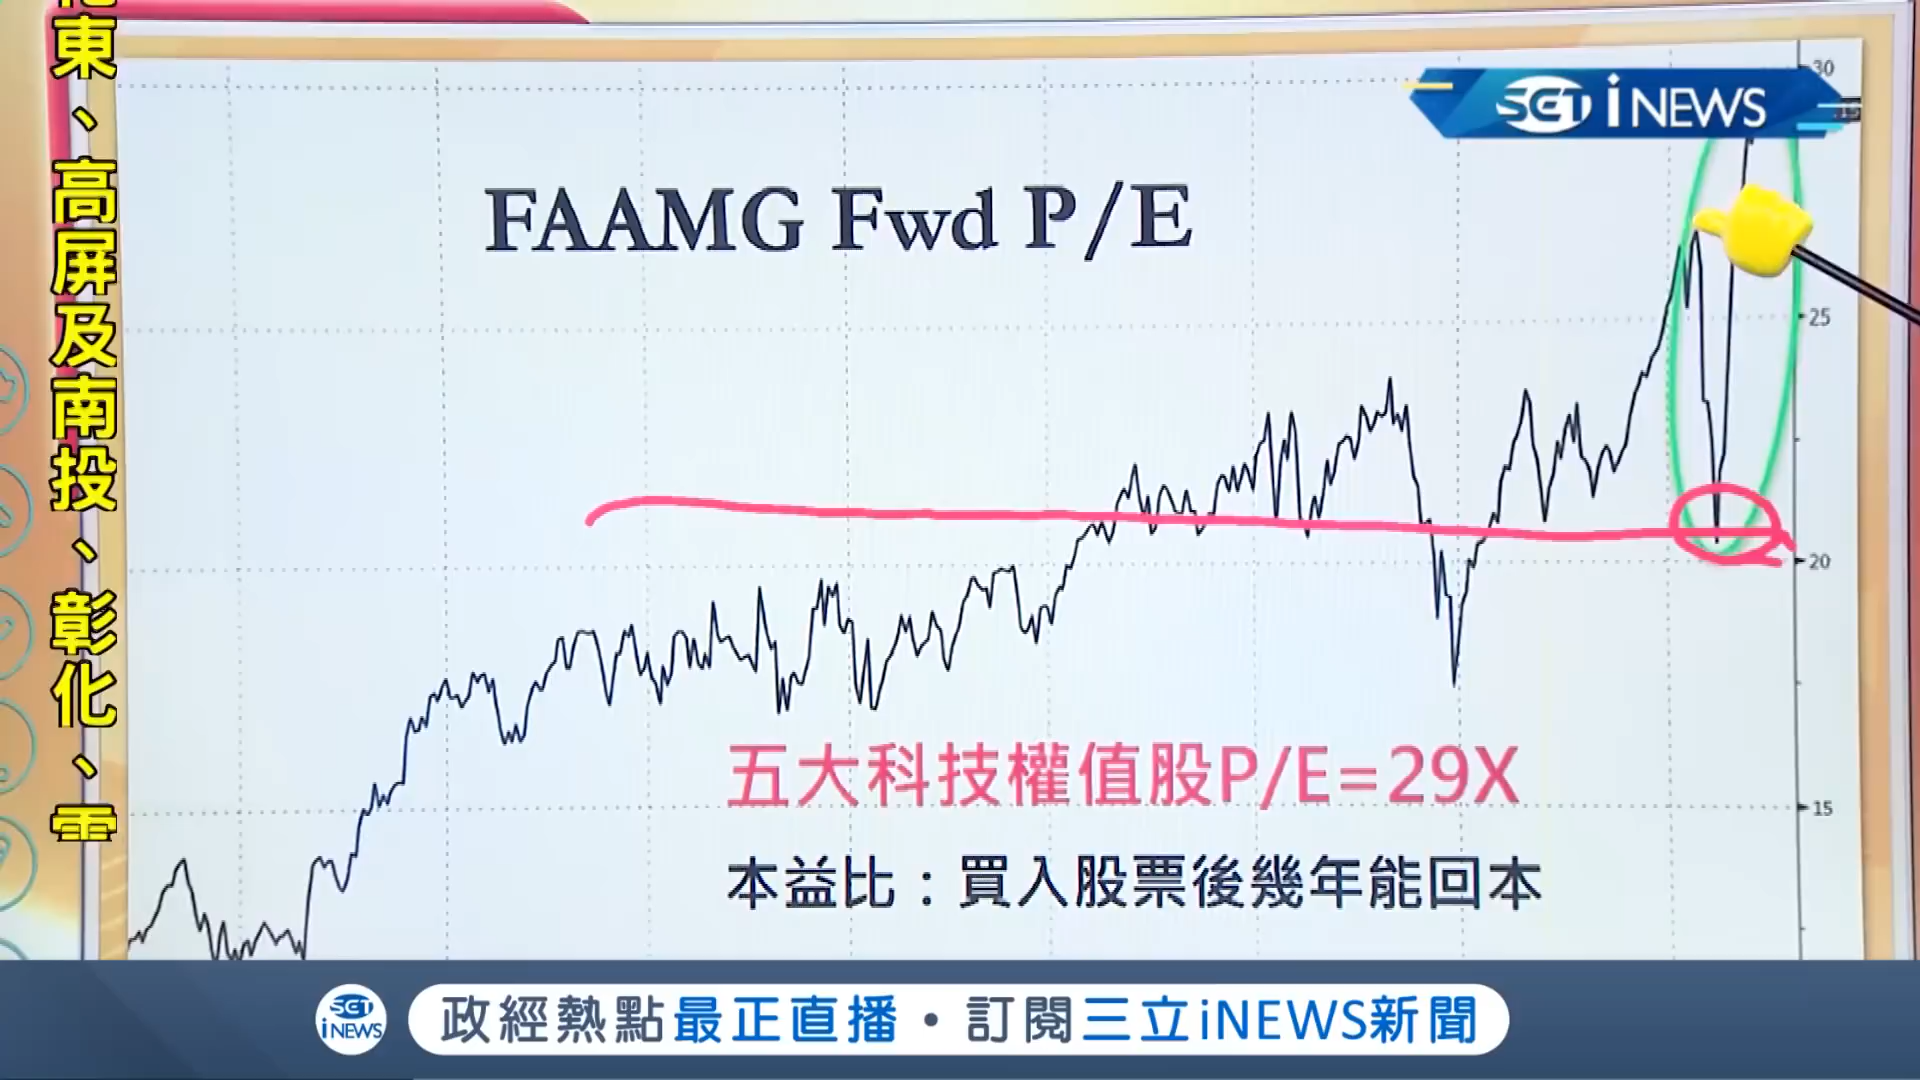 東、高屏及南投、彰化、
30
SET iNEWS
.15
FAAMG Fwd P/E
25
20
五大科技權值股P/E=29X
15
本益比：買入股票後幾年能回本
SET iNEWS
政經熱點最正直播・訂閱三立iNEWS新聞